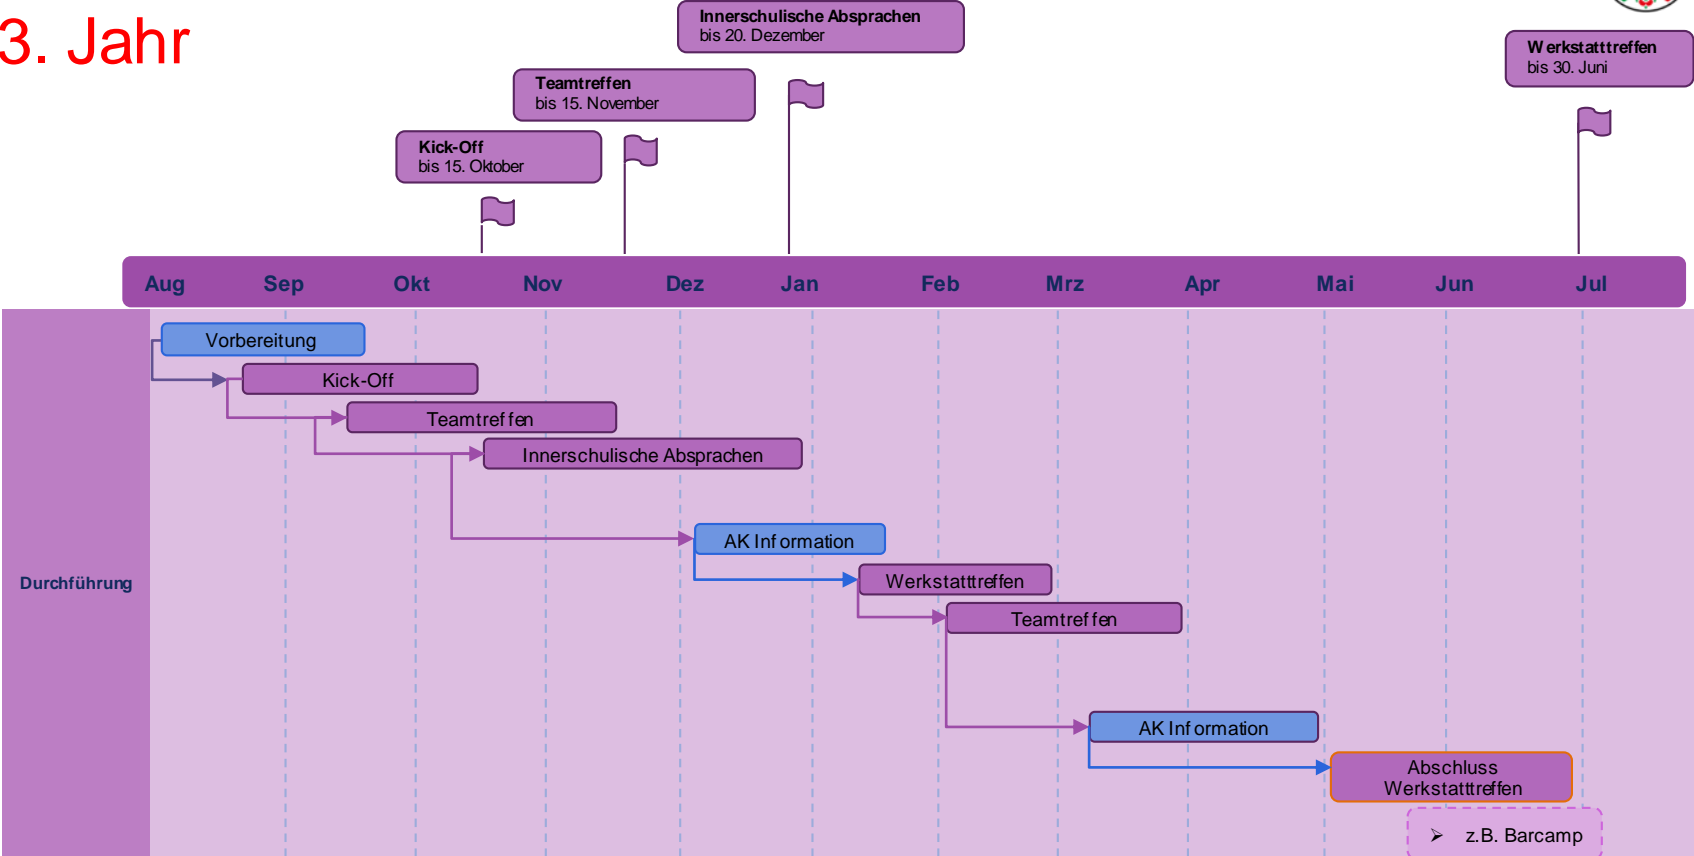 3. Jahr
Innerschulische Absprachen
bis 20. Dezember
Werkstatttreffen
bis 30. Juni
Teamtreffen
bis 15. November
Kick-Off
bis 15. Oktober
Aug Sep Okt Nov Dez Jan Feb Mrz Apr Mai Jun Jul
Vorbereitung
Kick-Off
Teamtreffen
Innerschulische Absprachen
AK Information
Durchführung
Werkstatttreffen
Teamtreffen
AK Information
Abschluss
Werkstatttreffen
➢ z.B. Barcamp